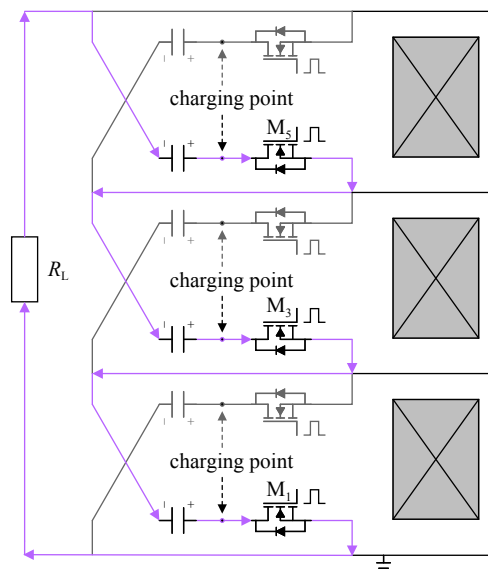 − +
charging point
M5
− +
− +
charging point
RL
M3
− +
− +
charging point
M1
− +